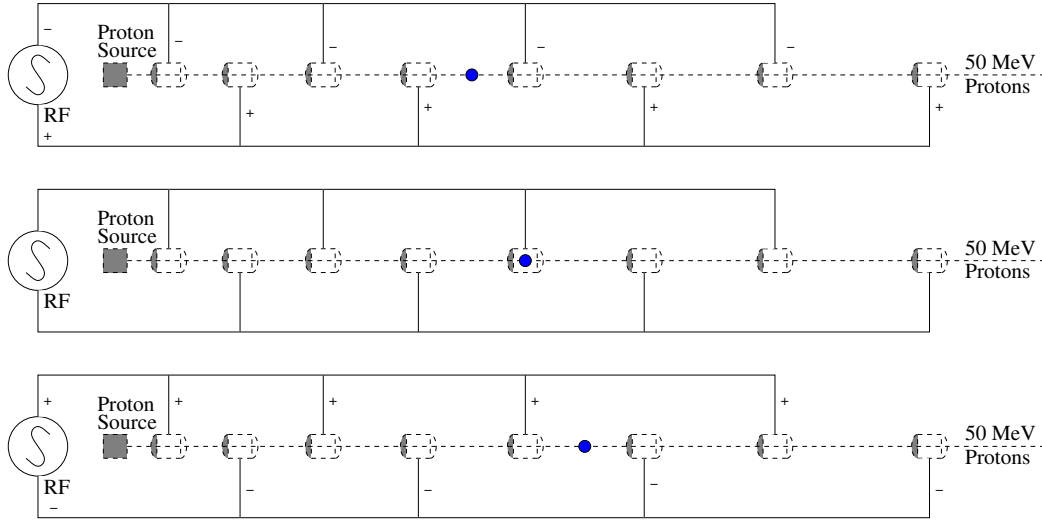 −
−
−
−
−
Proton
Source
50 MeV
Protons
RF
+
+
+
+
+
Proton
Source
50 MeV
Protons
RF
+
+
+
+
+
Proton
Source
50 MeV
Protons
RF
−
−
−
−
−